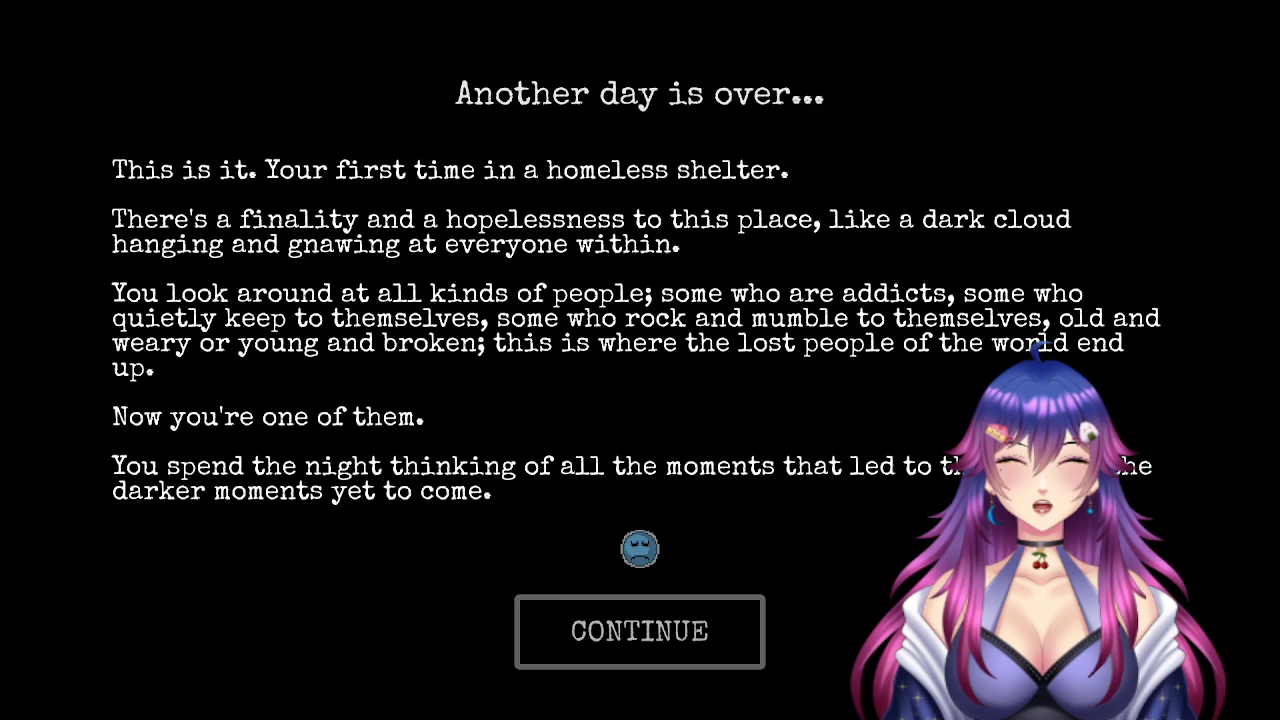 Another day is over...
This is it. Your first time in a homeless shelter.
There's a finality and a hopelessness to this place, like a dark cloud
hanging and gnawing at everyone within.
You look around at all kinds of people; some who are addicts, some who
quietly keep to themselves, some who rock and mumble to themselves, old and
weary or young and broken; this is where the lost people of the world end
up.
Now you're one of them.
You spend the night thinking of all the moments that led to
darker moments yet to come.
CONTINUE